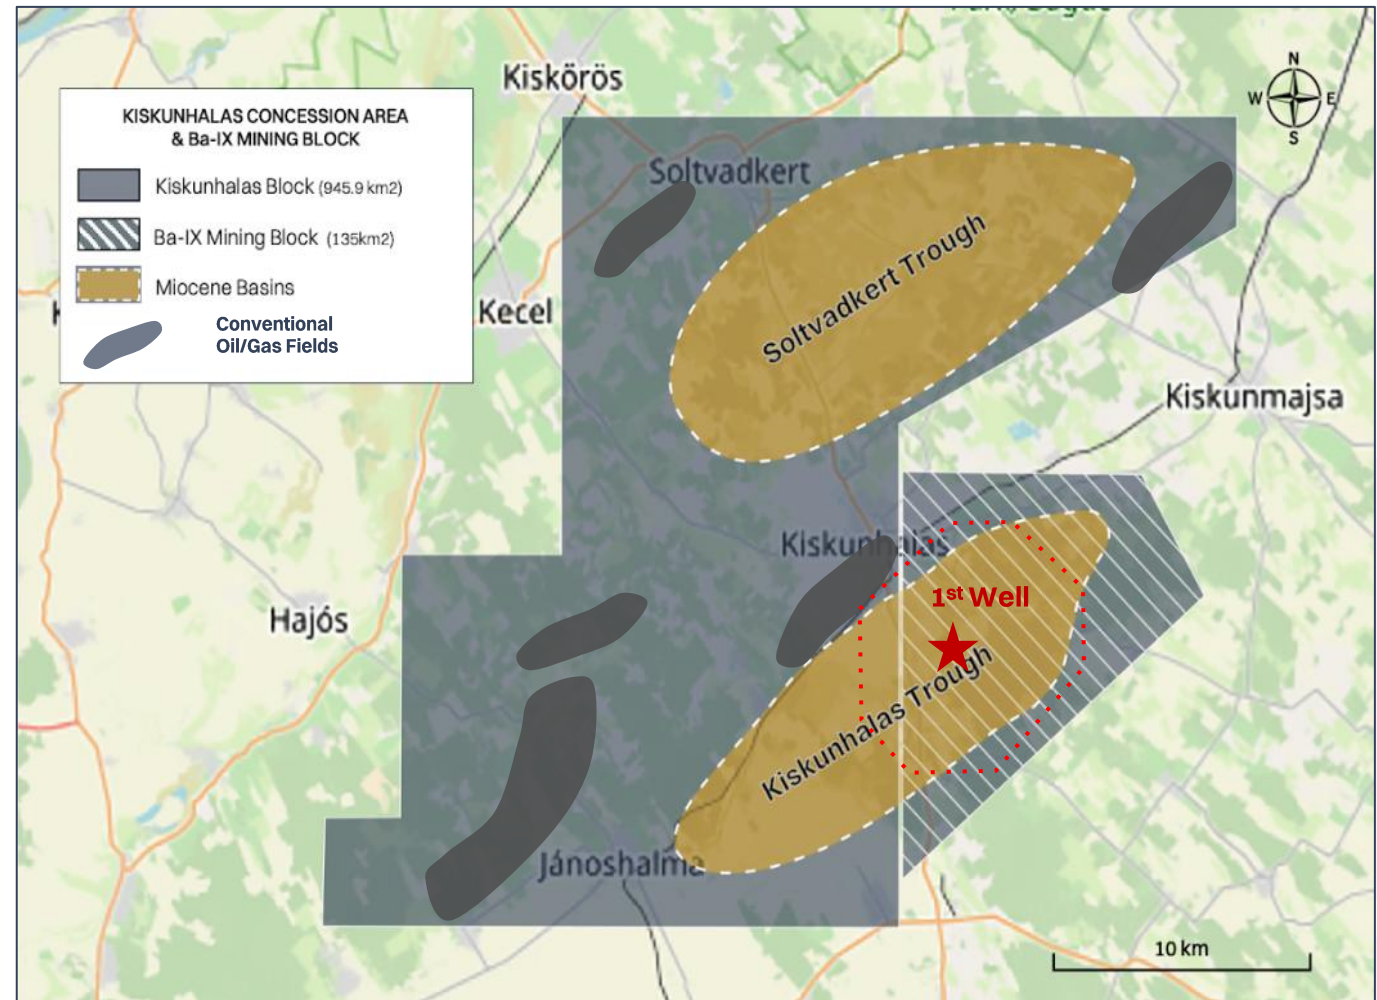 Kiskőrös
N
W
E
S
KISKUNHALAS CONCESSION AREA
& Ba-IX MINING BLOCK
Kiskunhalas Block (945.9 km2)
Ba-IX Mining Block (135km2)
Miocene Basins
Conventional
Oil/Gas Fields
Soltvadkert
Soltvadkert Trough
Kecel
Kiskunmajsa
Kiskunhalas
1st Well
Hajós
Kiskunhalas Trough
Jánoshalma
10 km